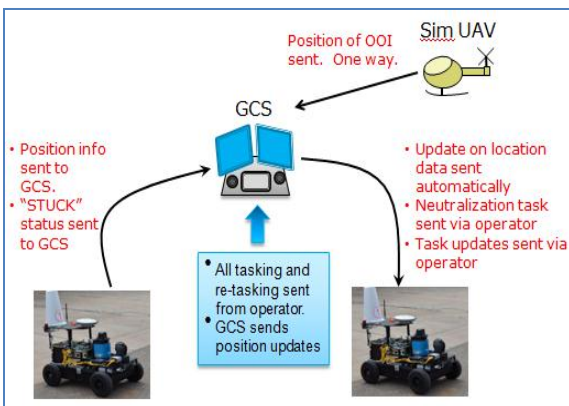 Sim UAV
Position of OOI
sent. One way.
GCS
• Position info
sent to
GCS.
• “STUCK”
status sent
to GCS
• Update on location
data sent
automatically
• Neutralization task
sent via operator
• Task updates sent via
operator
• All tasking and
re-tasking sent
from operator.
• GCS sends
position updates